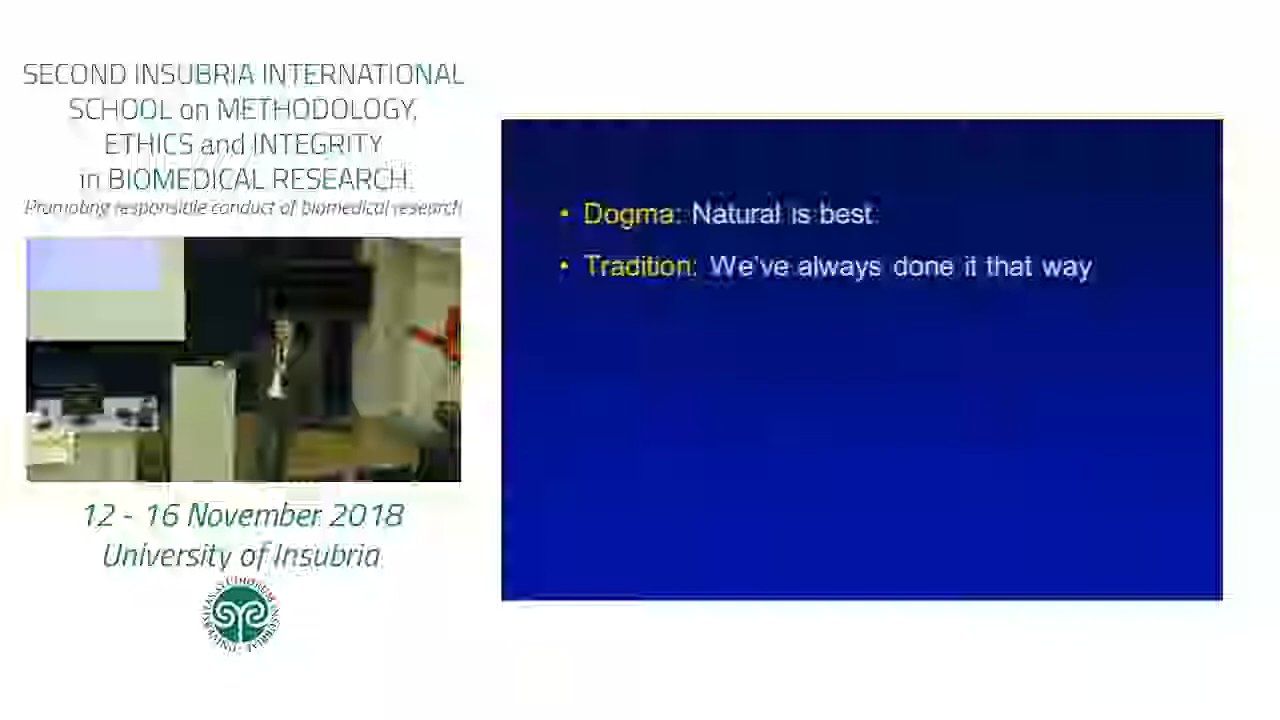 SECOND INSUBRIA INTERNATIONAL
SCHOOL on METHODOLOGY,
ETHICS and INTEGRITY
in BIOMEDICAL RESEARCH.
Promoting responsible conduct of biomedical research
12 - 16 November 2018
University of Insubria
• Dogma: Natural is best
• Tradition: We've always done it that way